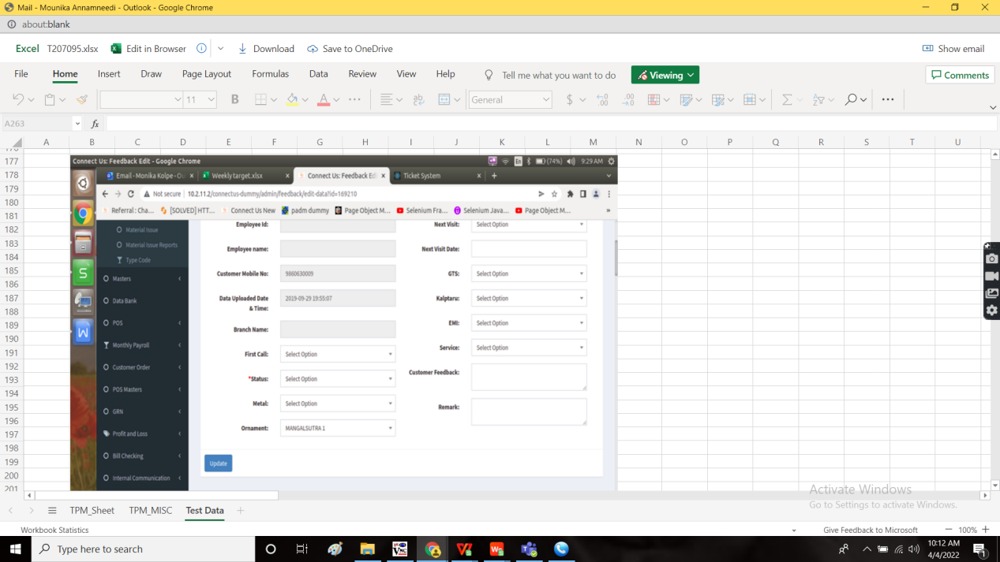 Mail - Mounika Annamneedi - Outlook - Google Chrome
about:blank
Excel T207095.xlsx Edit in Browser Download Save to OneDrive Show email
File Home Insert Draw Page Layout Formulas Data Review View Help Tell me what you want to do Viewing Comments
11 B A General $
A263 fx
A B C D E F G H I J K L M N O P Q R S T U
177
178
179
180
181
182
183
184
185
186
187
188
189
190
191
192
193
194
195
196
197
198
199
200
201
Connect Us: Feedback Edit - Google Chrome En (74%) 9:29 AM
Email - Monika Kolpe - Ou x Weeklytarget.xlsx x Connect Us: Feedback Ed x Ticket System x +
Not secure 10.2.11.2/connectus-dummy/admin/feedback/edit-data?id=169210
Referral : Cha... [SOLVED] HTT... Connect Us New padm dummy Page Object M... Selenium Fra... Selenium Java... Page Object M... »
Material Issue
Material Issue Reports
Type Code
Masters
Data Bank
POS
Monthly Payroll
Customer Order
POS Masters
GRN
Profit and Loss
Bill Checking
Internal Communication
Employee Id: Next Visit: Select Option
Employee name: Next Visit Date:
Customer Mobile No: 9860630009 GTS: Select Option
Data Uploaded Date & Time: 2019-09-29 19:55:07 Kalptaru: Select Option
Branch Name: EMI: Select Option
First Call: Select Option Service: Select Option
*Status: Select Option Customer Feedback:
Metal: Select Option Remark:
Ornament: MANGALSUTRA 1
Update
Activate Windows
Go to Settings to activate Windows.
TPM_Sheet TPM_MISC Test Data +
Workbook Statistics Give Feedback to Microsoft 100%
Type here to search
10:12 AM
4/4/2022